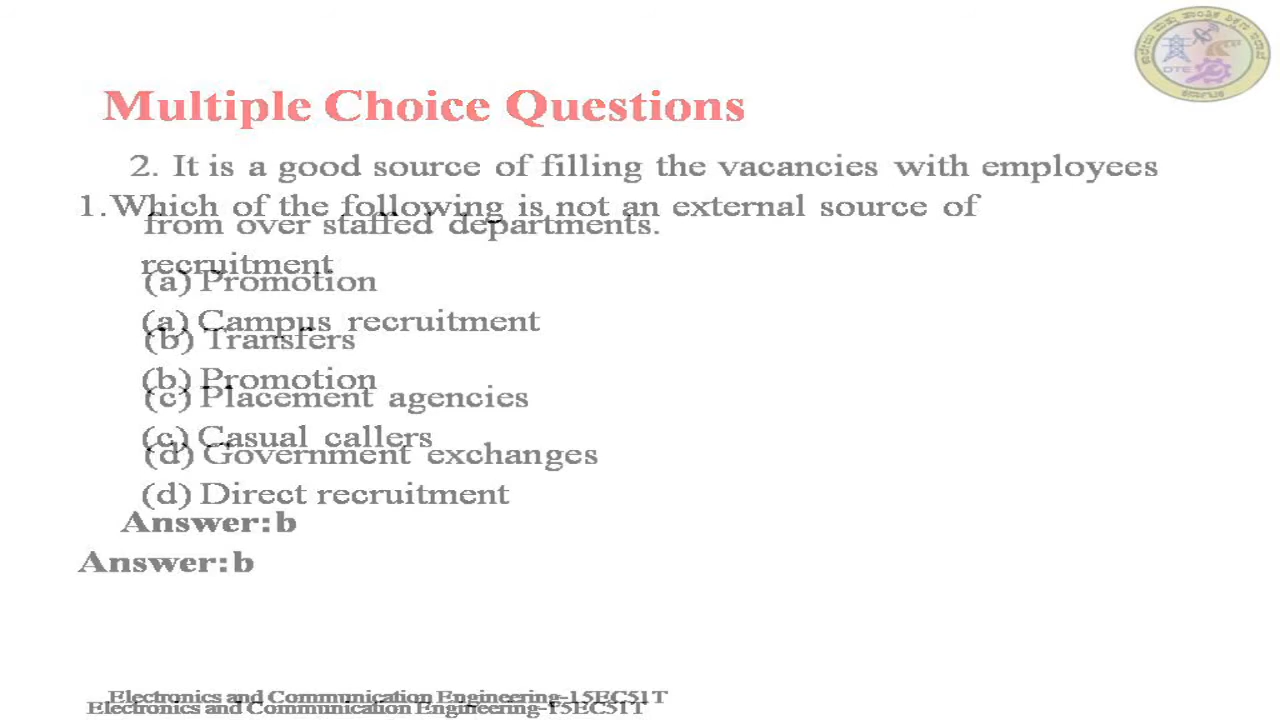 Multiple Choice Questions
2. It is a good source of filling the vacancies with employees
from over staffed departments.
(a) Promotion
(b) Transfers
(c) Placement agencies
(d) Government exchanges
Answer:b
1.Which of the following is not an external source of
recruitment
(a) Campus recruitment
(b) Promotion
(c) Casual callers
(d) Direct recruitment
Answer:b
Electronics and Communication Engineering-15EC51T
Electronics and Communication Engineering-15EC51T
DTE